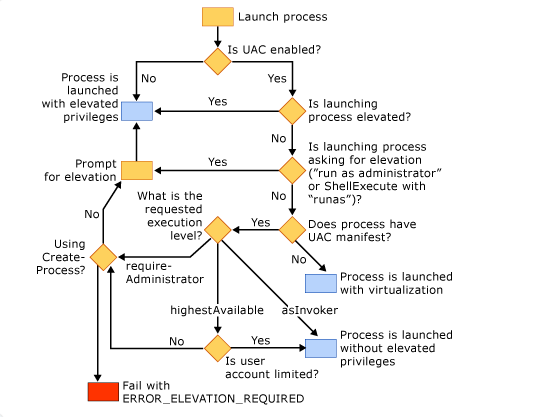 Launch process
Is UAC enabled?
No
Yes
Process is
launched
with elevated
privileges
Yes
Is launching
process elevated?
No
Is launching process
asking for elevation
("run as administrator"
or ShellExecute with
"runas")?
Yes
Prompt
for elevation
No
What is the
requested
execution
level?
Yes
Does process have
UAC manifest?
No
No
Using
Create-
Process?
require-
Administrator
Process is launched
with virtualization
highestAvailable
asInvoker
No
Yes
Is user
account limited?
Process is launched
without elevated
privileges
Fail with
ERROR_ELEVATION_REQUIRED